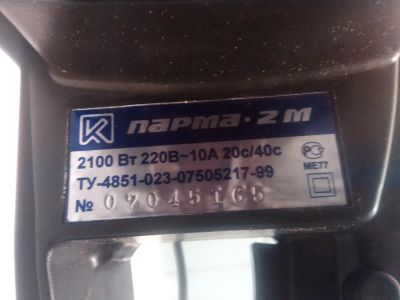 ПАРМА·2М
2100 Вт 220В~10А 20с/40с
ТУ-4851-023-07505217-99
№ 07045165
МЕ77